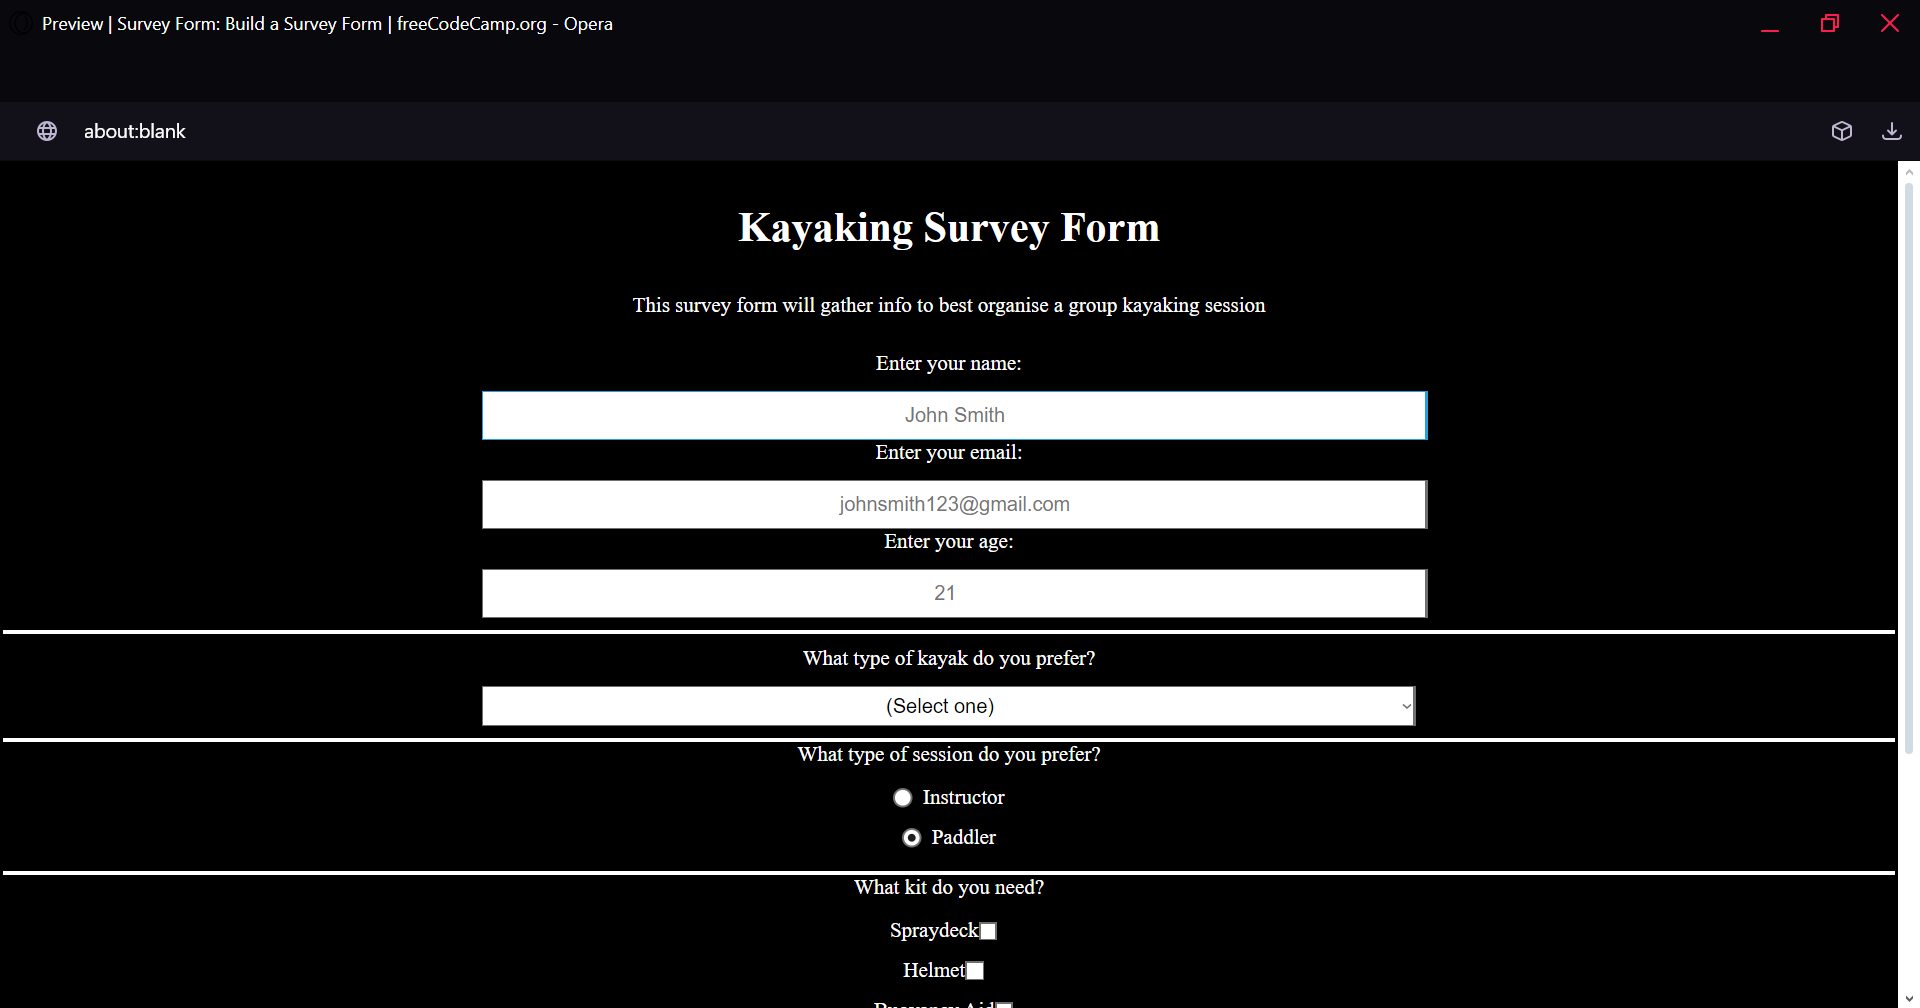 Preview | Survey Form: Build a Survey Form | freeCodeCamp.org - Opera
about:blank
Kayaking Survey Form
This survey form will gather info to best organise a group kayaking session
Enter your name:
John Smith
Enter your email:
johnsmith123@gmail.com
Enter your age:
21
What type of kayak do you prefer?
(Select one)
What type of session do you prefer?
Instructor
Paddler
What kit do you need?
Spraydeck
Helmet
Buoyancy Aid